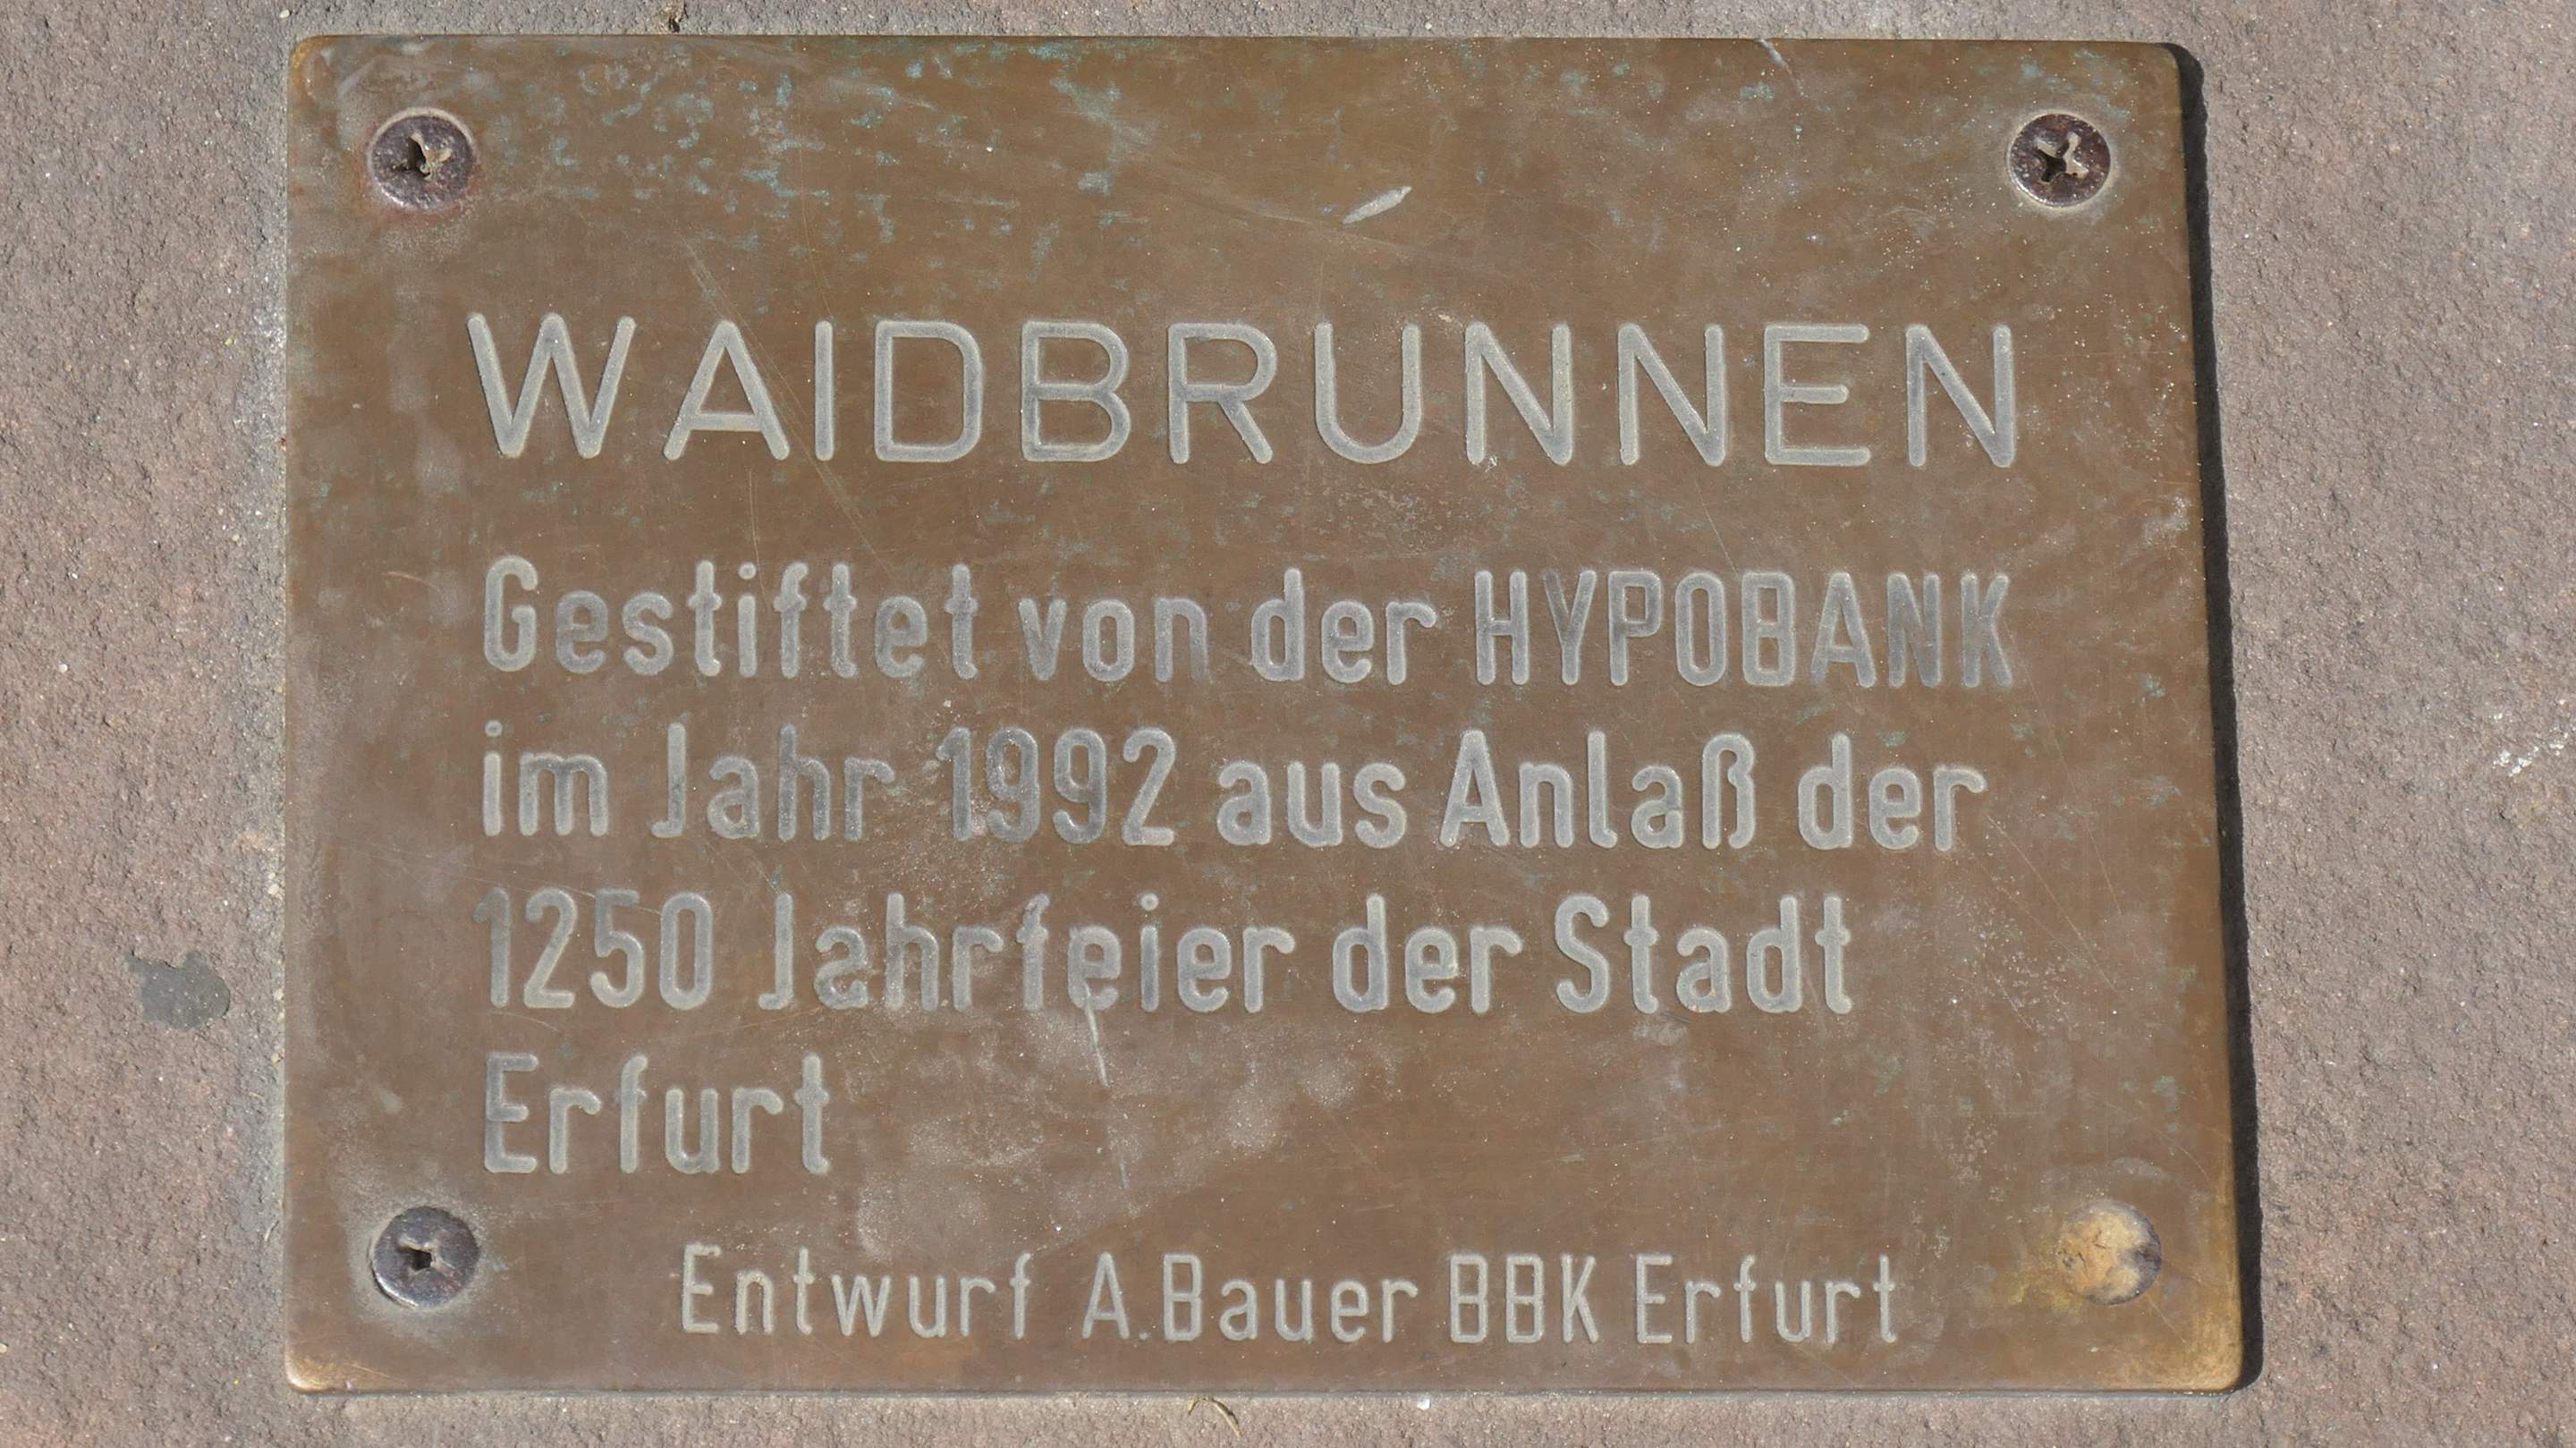 WAIDBRUNNEN
Gestiftet von der HYPOBANK
im Jahr 1992 aus Anlaß der
1250 Jahrfeier der Stadt
Erfurt
Entwurf A.Bauer BBK Erfurt